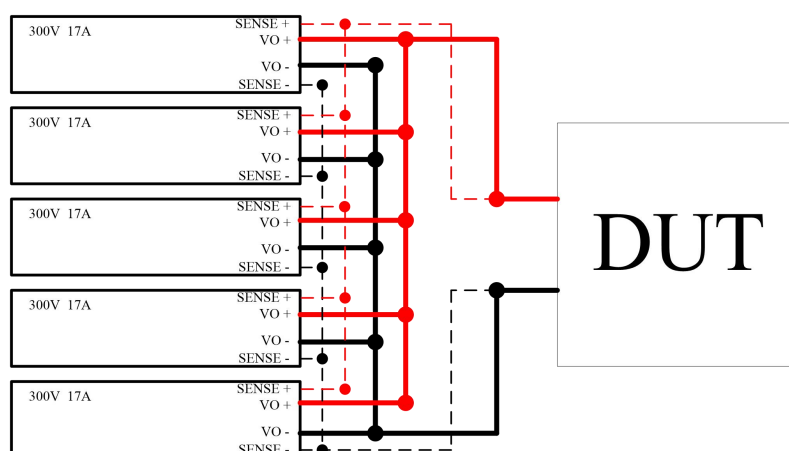 SENSE +
300V 17A
VO +
VO -
SENSE -
SENSE +
300V 17A
VO +
VO -
SENSE -
SENSE +
300V 17A
VO +
VO -
SENSE -
SENSE +
300V 17A
VO +
VO -
SENSE -
SENSE +
300V 17A
VO +
VO -
SENSE -
DUT